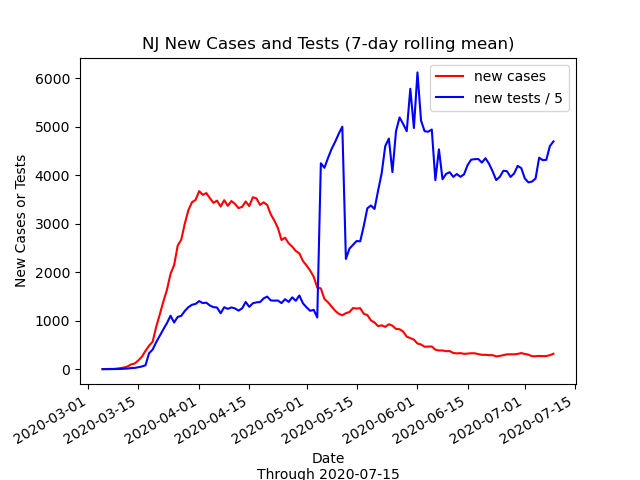 NJ New Cases and Tests (7-day rolling mean)
new cases
new tests / 5
6000
5000
4000
3000
2000
1000
0
New Cases or Tests
2020-03-01
2020-03-15
2020-04-01
2020-04-15
2020-05-01
2020-05-15
2020-06-01
2020-06-15
2020-07-01
2020-07-15
Date
Through 2020-07-15